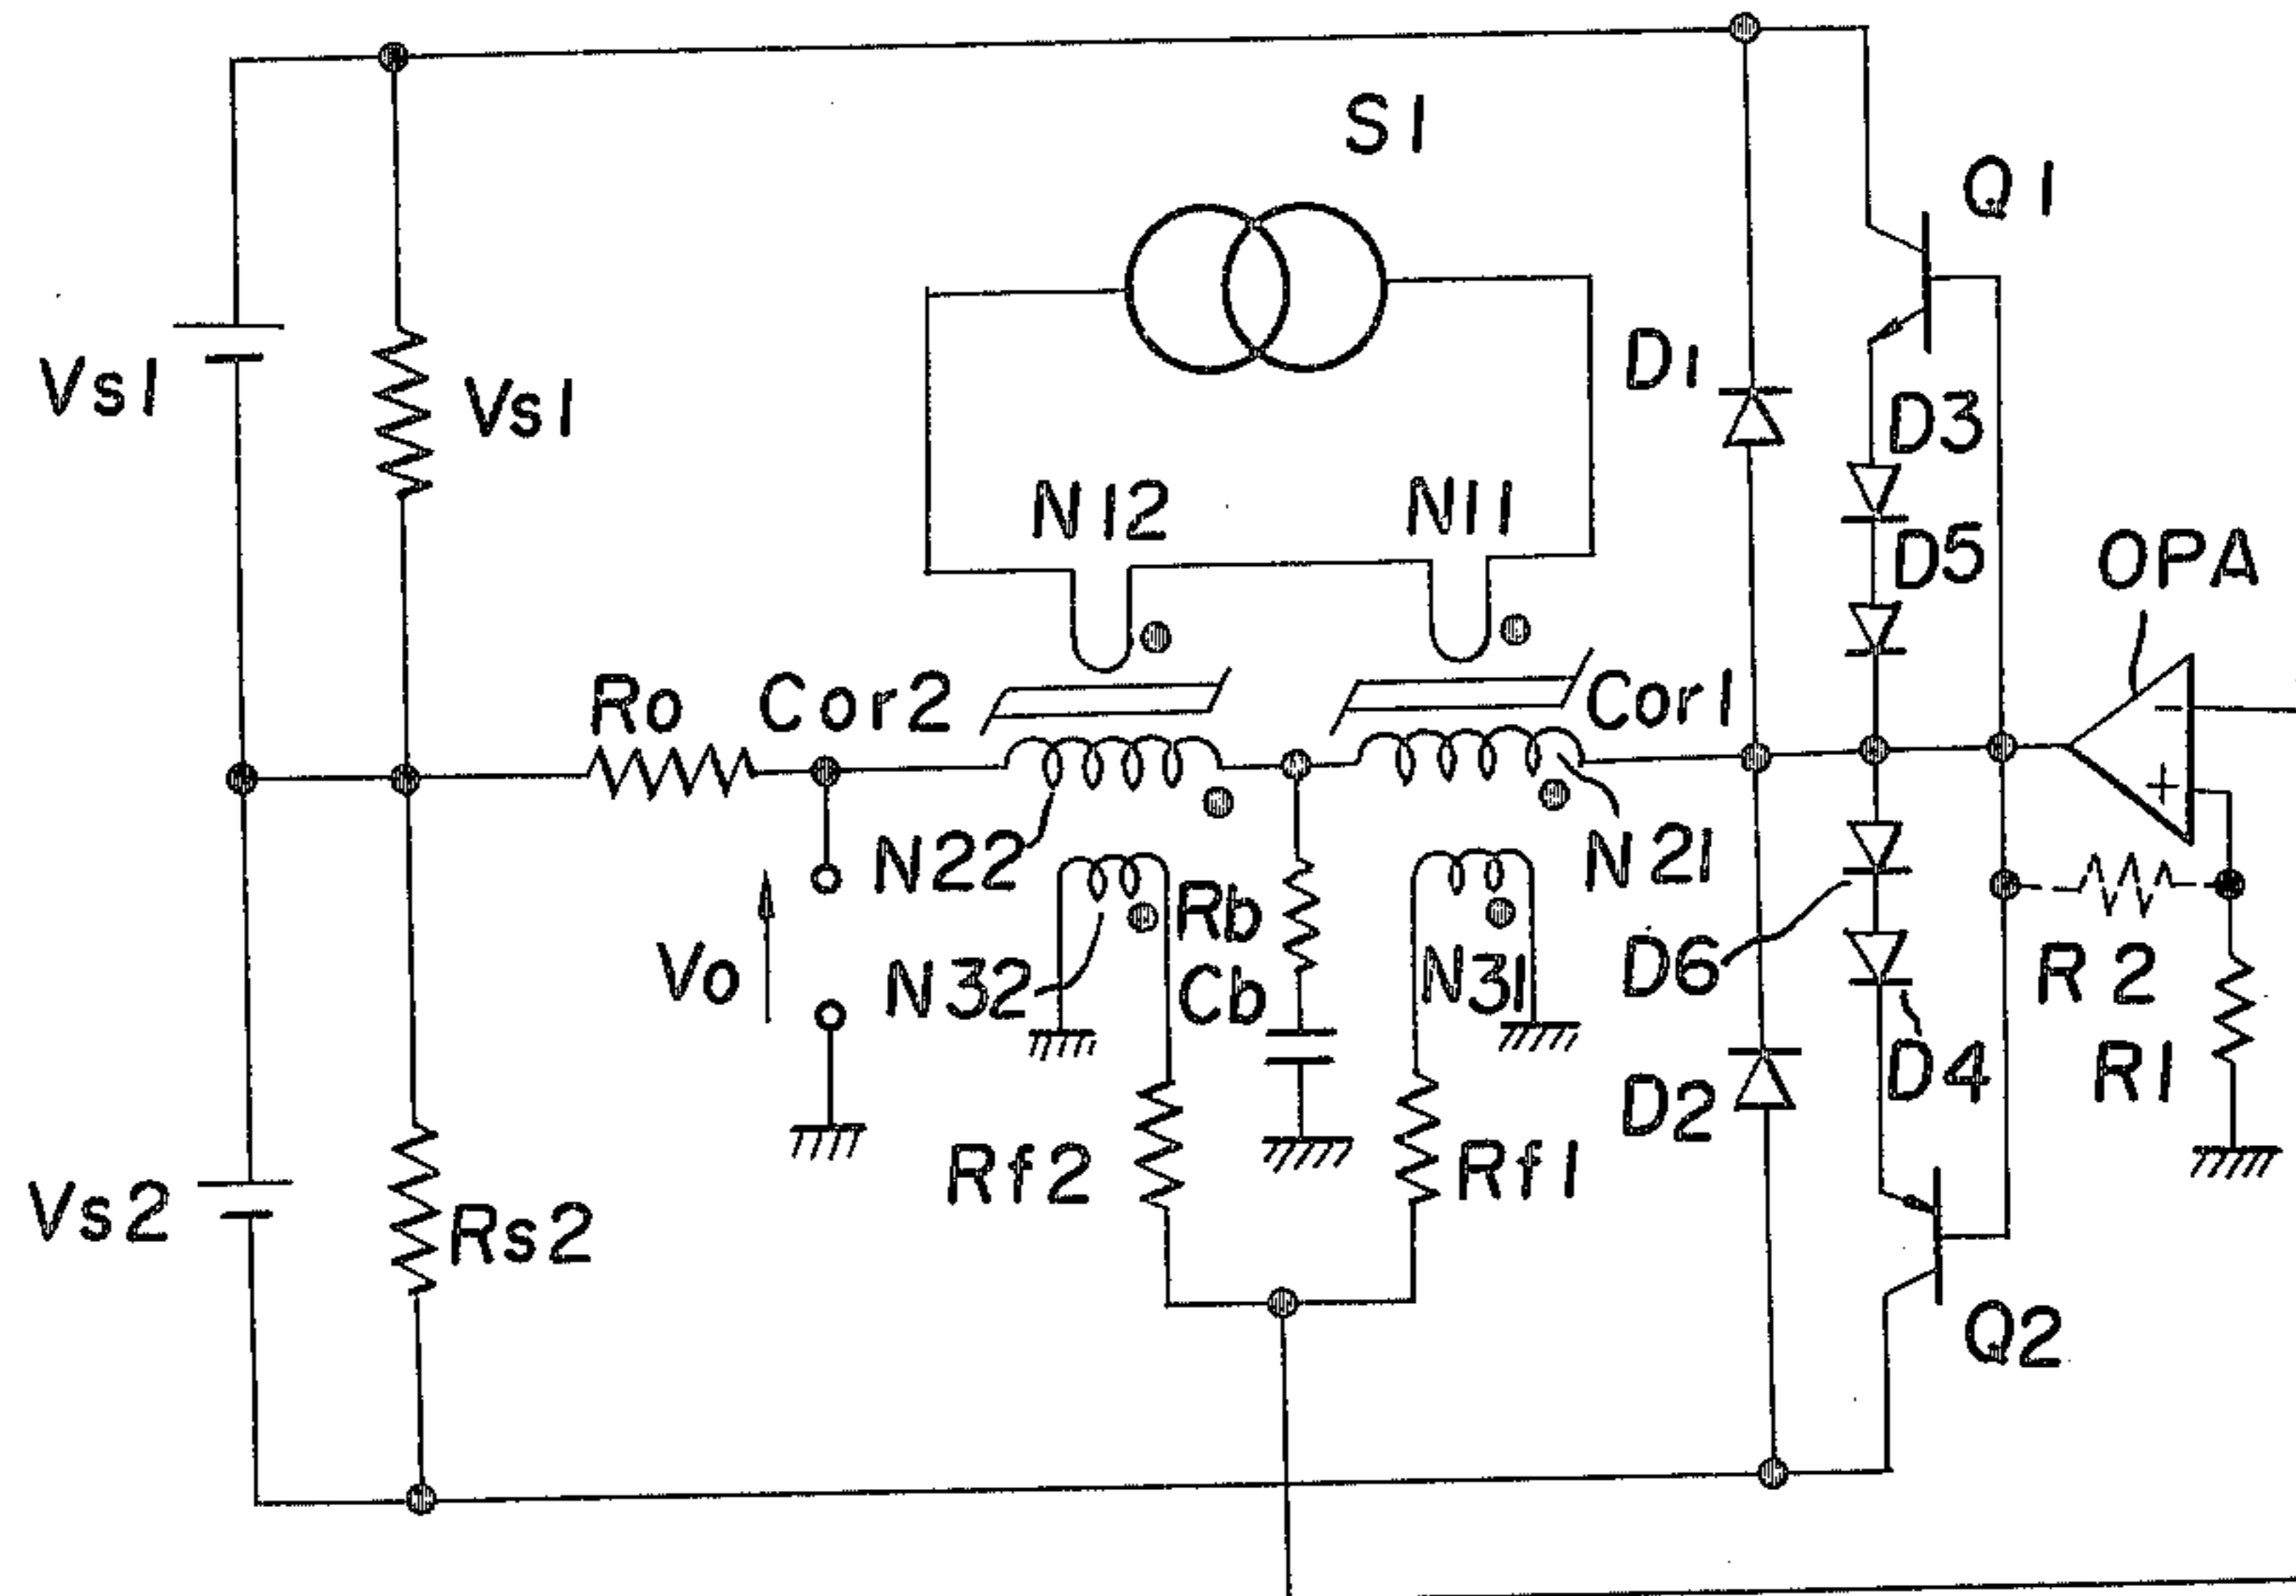 S1
Q1
Vs1
Vs1
D1
D3
N12
N11
D5
OPA
Ro
Cor2
Cor1
−
+
N22
N21
Rb
Vo
N32
Cb
N31
D6
R2
D4
R1
D2
Rf2
Rf1
Vs2
Rs2
Q2